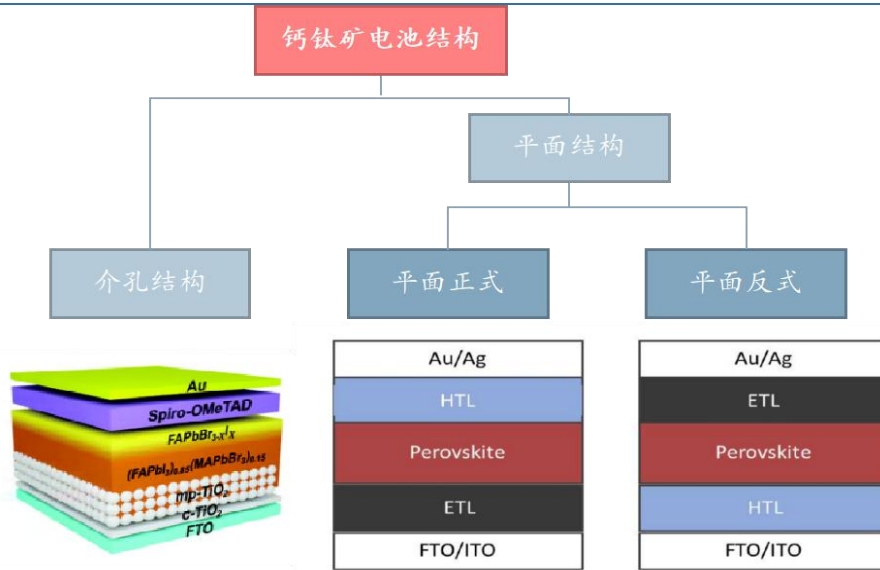 钙钛矿电池结构
平面结构
介孔结构
平面正式
平面反式
Au
Spiro-OMeTAD
FAPbBr₃₋ₓIₓ
(FAPbI₃)₀.₈₅(MAPbBr₃)₀.₁₅
mp-TiO₂
c-TiO₂
FTO
Au/Ag
HTL
Perovskite
ETL
FTO/ITO
Au/Ag
ETL
Perovskite
HTL
FTO/ITO